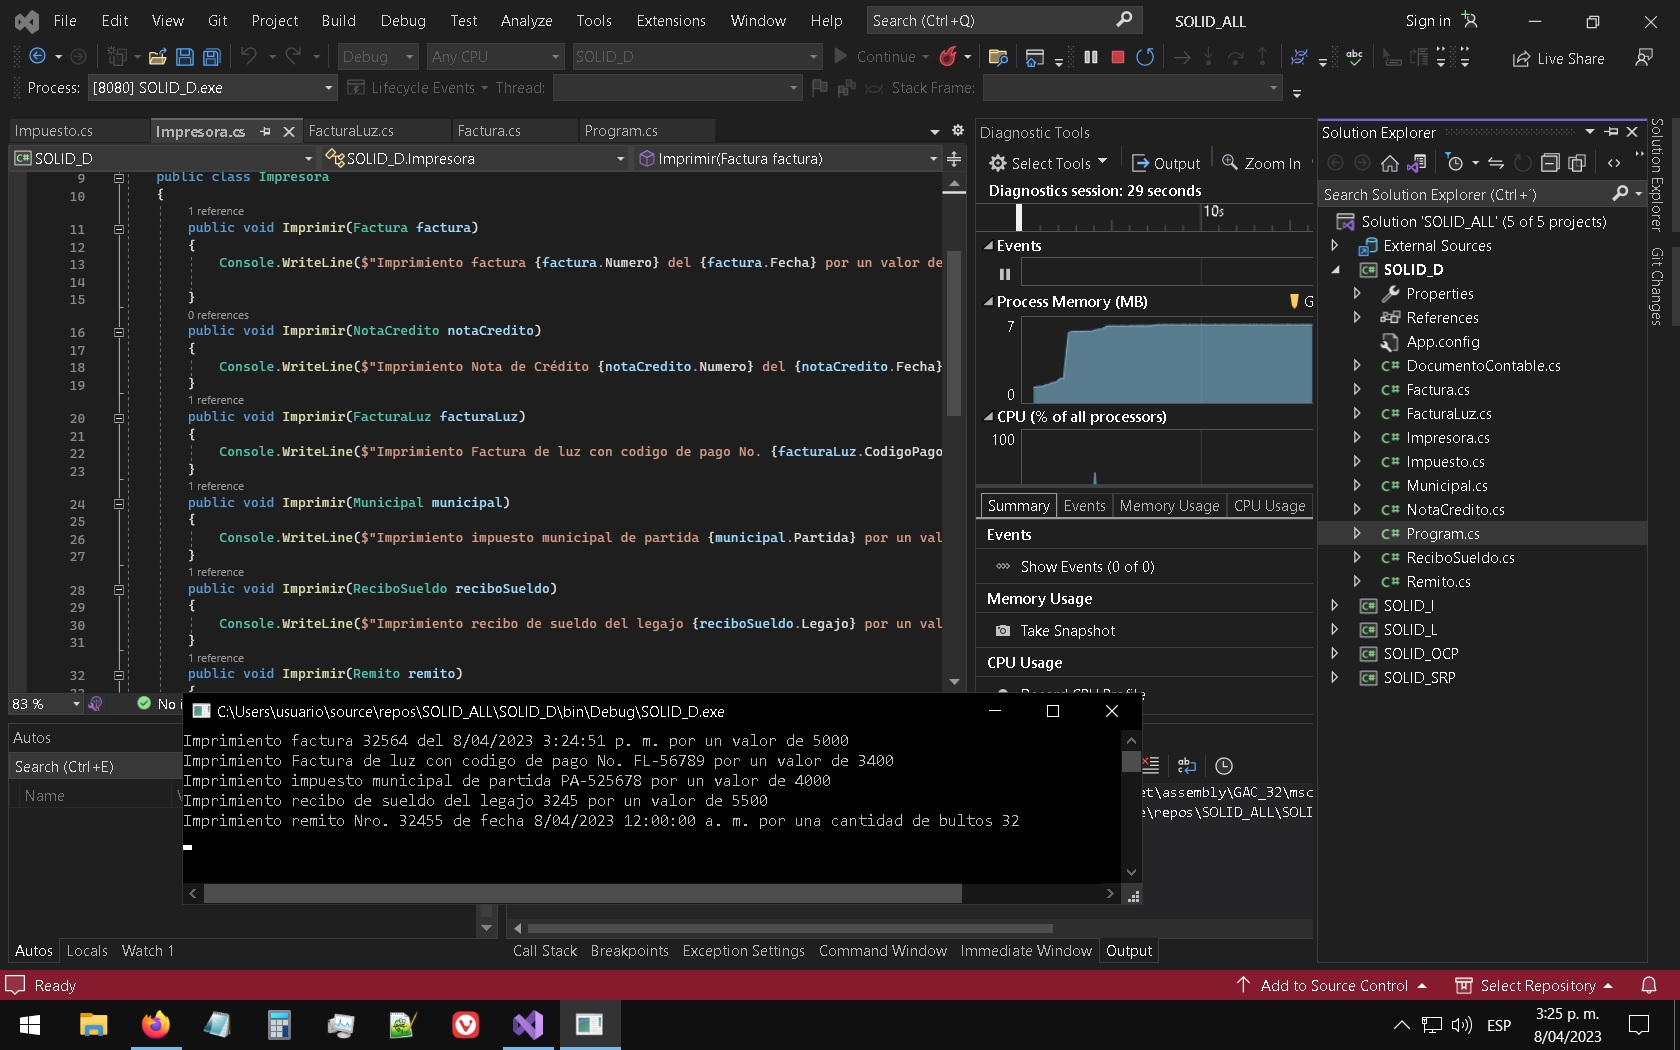 File Edit View Git Project Build Debug Test Analyze Tools Extensions Window Help Search (Ctrl+Q) SOLID_ALL Sign in
Debug Any CPU SOLID_D Continue Live Share
Process: [8080] SOLID_D.exe Lifecycle Events Thread: Stack Frame:
Impuesto.cs Impresora.cs FacturaLuz.cs Factura.cs Program.cs
SOLID_D SOLID_D.Impresora Imprimir(Factura factura)
9 public class Impresora
10 {
1 reference
11 public void Imprimir(Factura factura)
12 {
13 Console.WriteLine($"Imprimiento factura {factura.Numero} del {factura.Fecha} por un valor de
14
15 }
0 references
16 public void Imprimir(NotaCredito notaCredito)
17 {
18 Console.WriteLine($"Imprimiento Nota de Crédito {notaCredito.Numero} del {notaCredito.Fecha}
19 }
1 reference
20 public void Imprimir(FacturaLuz facturaLuz)
21 {
22 Console.WriteLine($"Imprimiento Factura de luz con codigo de pago No. {facturaLuz.CodigoPago
23 }
1 reference
24 public void Imprimir(Municipal municipal)
25 {
26 Console.WriteLine($"Imprimiento impuesto municipal de partida {municipal.Partida} por un val
27 }
1 reference
28 public void Imprimir(ReciboSueldo reciboSueldo)
29 {
30 Console.WriteLine($"Imprimiento recibo de sueldo del legajo {reciboSueldo.Legajo} por un val
31 }
1 reference
32 public void Imprimir(Remito remito)
{
83 % No i
Diagnostic Tools
Select Tools Output Zoom In
Diagnostics session: 29 seconds
10s
Events
Process Memory (MB) G
7
0
CPU (% of all processors)
100
Summary Events Memory Usage CPU Usage
Events
Show Events (0 of 0)
Memory Usage
Take Snapshot
CPU Usage
Record CPU Profile
Solution Explorer
Search Solution Explorer (Ctrl+´)
Solution 'SOLID_ALL' (5 of 5 projects)
External Sources
C# SOLID_D
Properties
References
App.config
C# DocumentoContable.cs
C# Factura.cs
C# FacturaLuz.cs
C# Impresora.cs
C# Impuesto.cs
C# Municipal.cs
C# NotaCredito.cs
C# Program.cs
C# ReciboSueldo.cs
C# Remito.cs
C# SOLID_I
C# SOLID_L
C# SOLID_OCP
C# SOLID_SRP
Solution Explorer
Git Changes
C:\Users\usuario\source\repos\SOLID_ALL\SOLID_D\bin\Debug\SOLID_D.exe
Imprimiento factura 32564 del 8/04/2023 3:24:51 p. m. por un valor de 5000
Imprimiento Factura de luz con codigo de pago No. FL-56789 por un valor de 3400
Imprimiento impuesto municipal de partida PA-525678 por un valor de 4000
Imprimiento recibo de sueldo del legajo 3245 por un valor de 5500
Imprimiento remito Nro. 32455 de fecha 8/04/2023 12:00:00 a. m. por una cantidad de bultos 32
Autos
Search (Ctrl+E)
Name
et\assembly\GAC_32\msc
e\repos\SOLID_ALL\SOLI
Autos Locals Watch 1
Call Stack Breakpoints Exception Settings Command Window Immediate Window Output
Ready Add to Source Control Select Repository
ESP
3:25 p. m.
8/04/2023